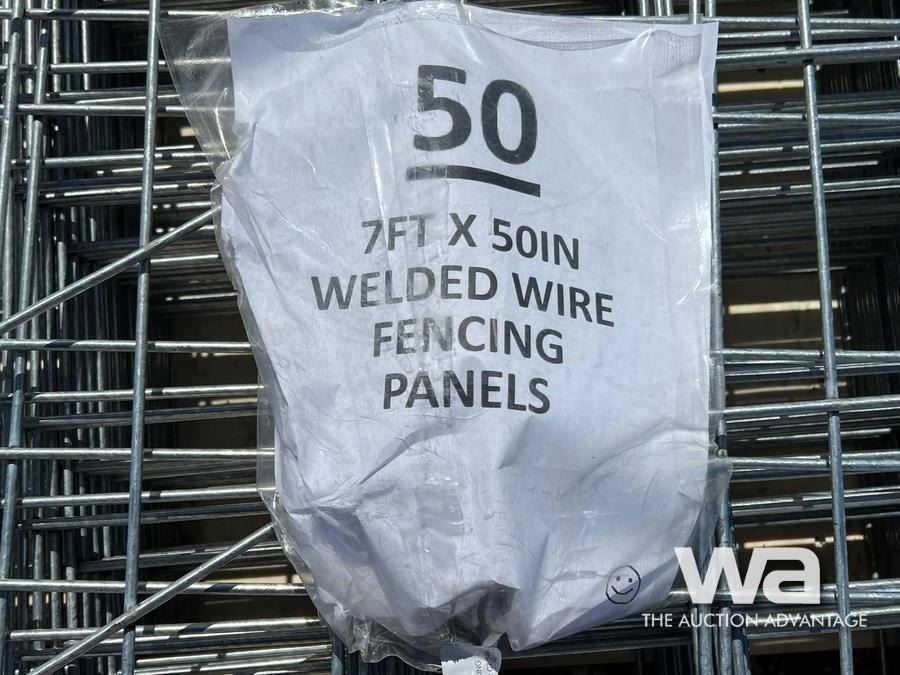 50
7FT X 50IN
WELDED WIRE
FENCING
PANELS
wa
THE AUCTION ADVANTAGE